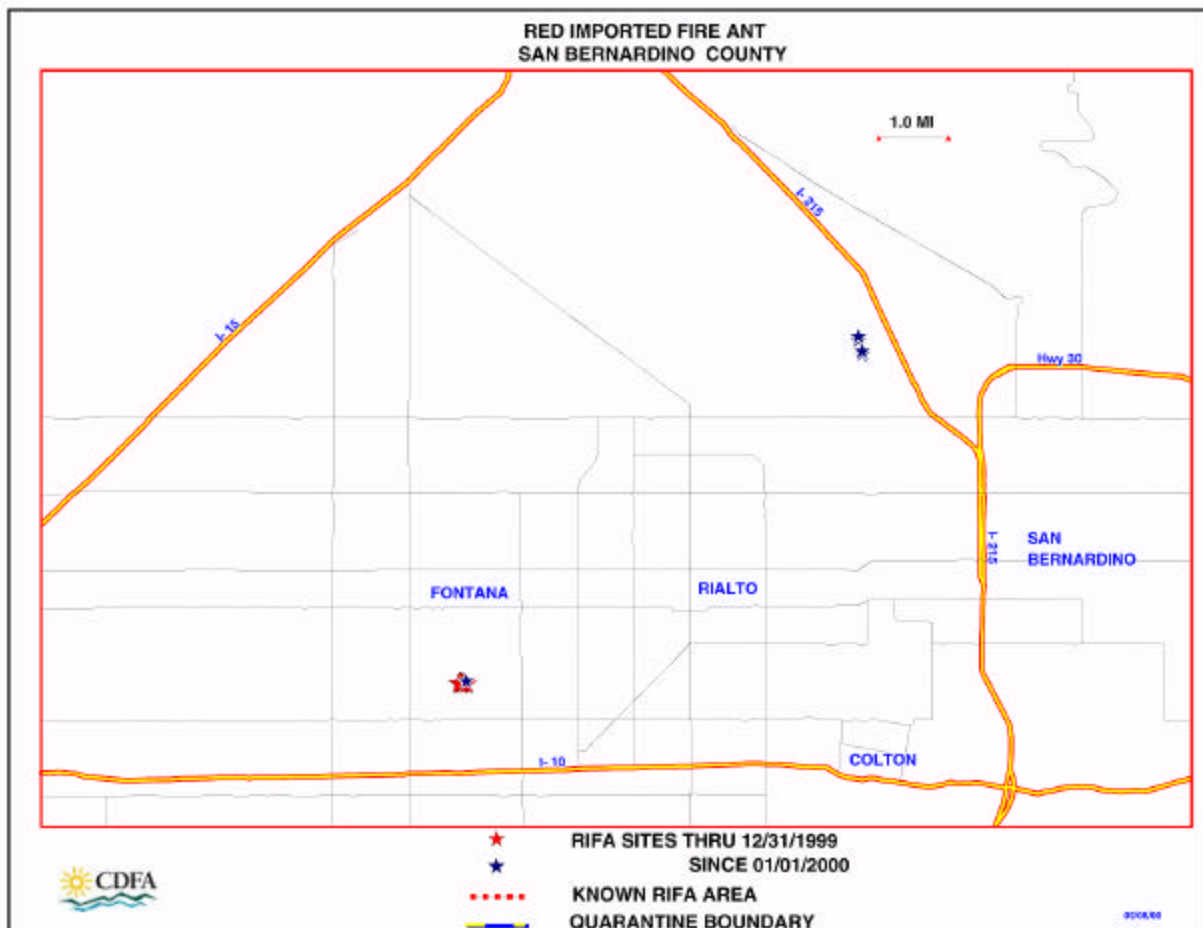 RED IMPORTED FIRE ANT
SAN BERNARDINO COUNTY
1.0 MI
I-215
I-15
Hwy 30
I-215
SAN
BERNARDINO
FONTANA
RIALTO
I-10
COLTON
RIFA SITES THRU 12/31/1999
SINCE 01/01/2000
CDFA
KNOWN RIFA AREA
QUARANTINE BOUNDARY